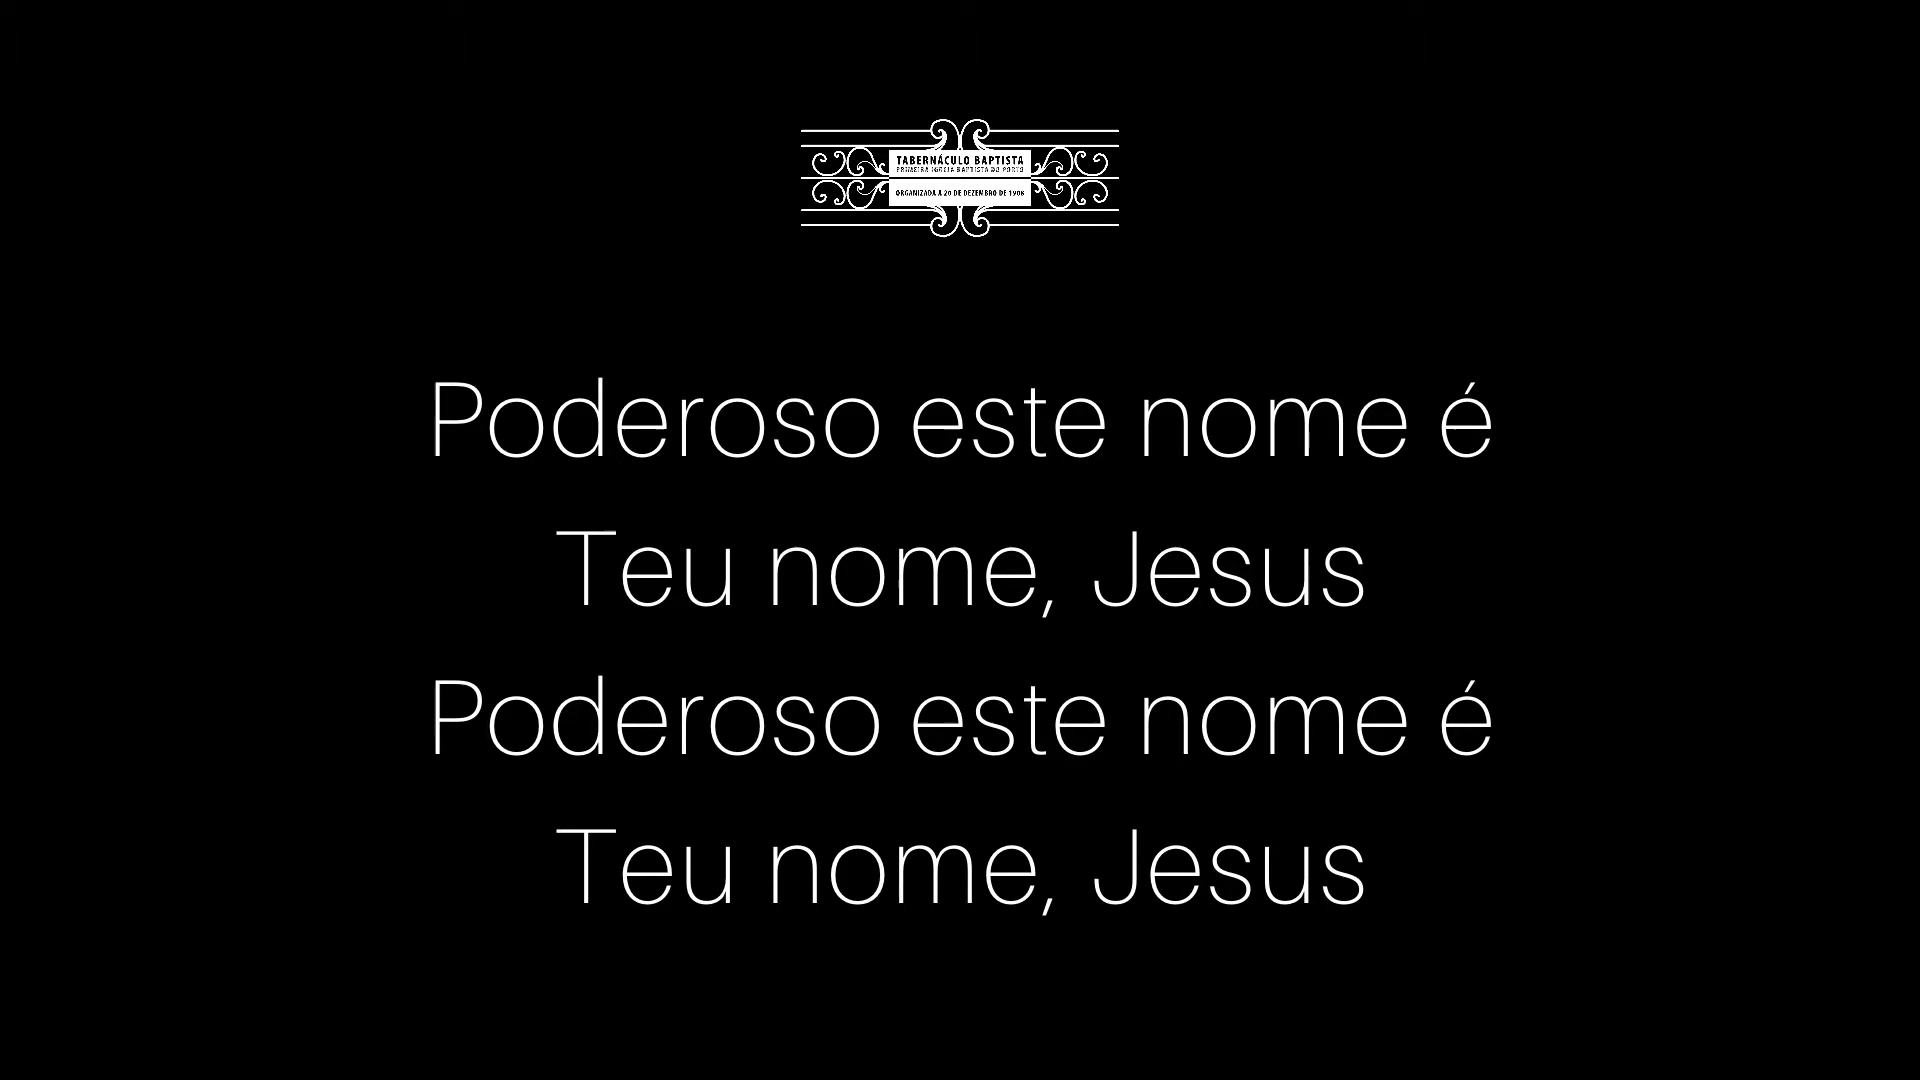 TABERNÁCULO BAPTISTA
PRIMEIRA IGREJA BAPTISTA DO PORTO
ORGANIZADA A 20 DE DEZEMBRO DE 1908
Poderoso este nome é
Teu nome, Jesus
Poderoso este nome é
Teu nome, Jesus